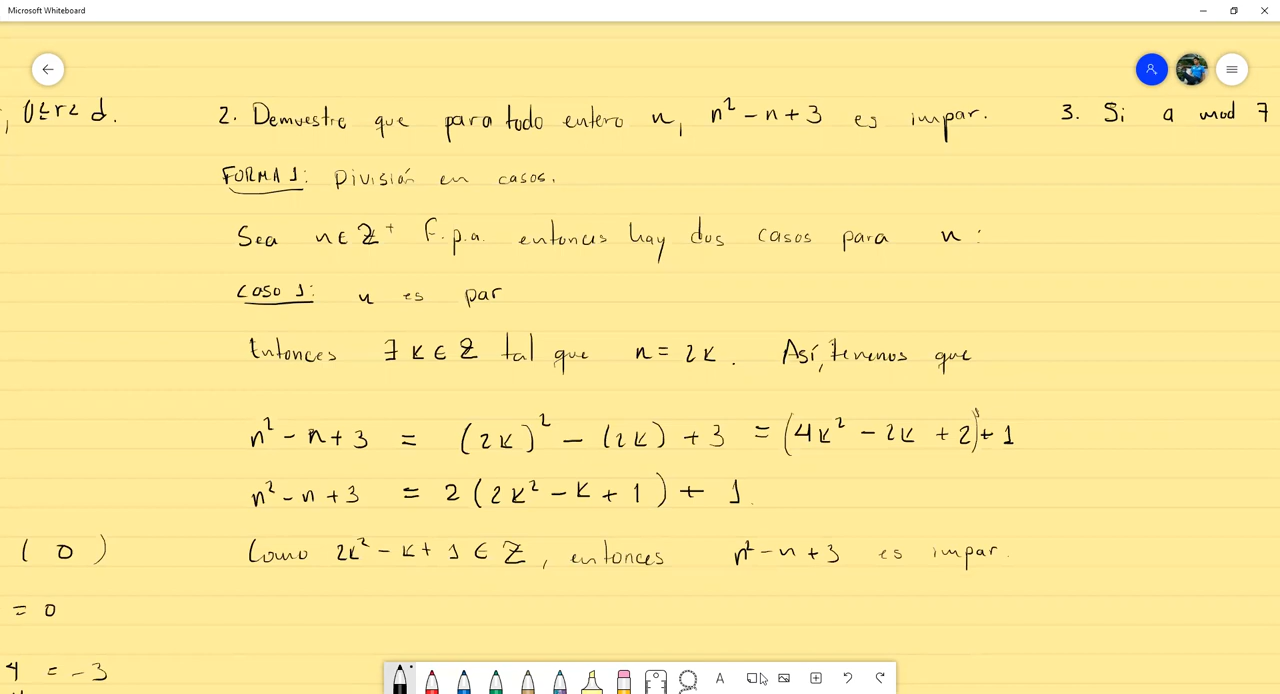 Microsoft Whiteboard
, 0≤r<d.
2. Demuestre que para todo entero n, n² - n + 3 es impar.
3. Si a mod 7
FORMA 1: División en casos.
Sea n ∈ ℤ⁺ f.p.a. entonces hay dos casos para n:
Caso 1: n es par
Entonces ∃ k ∈ ℤ tal que n = 2k. Así, tenemos que
n² - n + 3 = (2k)² - (2k) + 3 = (4k² - 2k + 2) + 1
n² - n + 3 = 2(2k² - k + 1) + 1.
( 0 )
Como 2k² - k + 1 ∈ ℤ, entonces n² - n + 3 es impar.
= 0
4 = -3